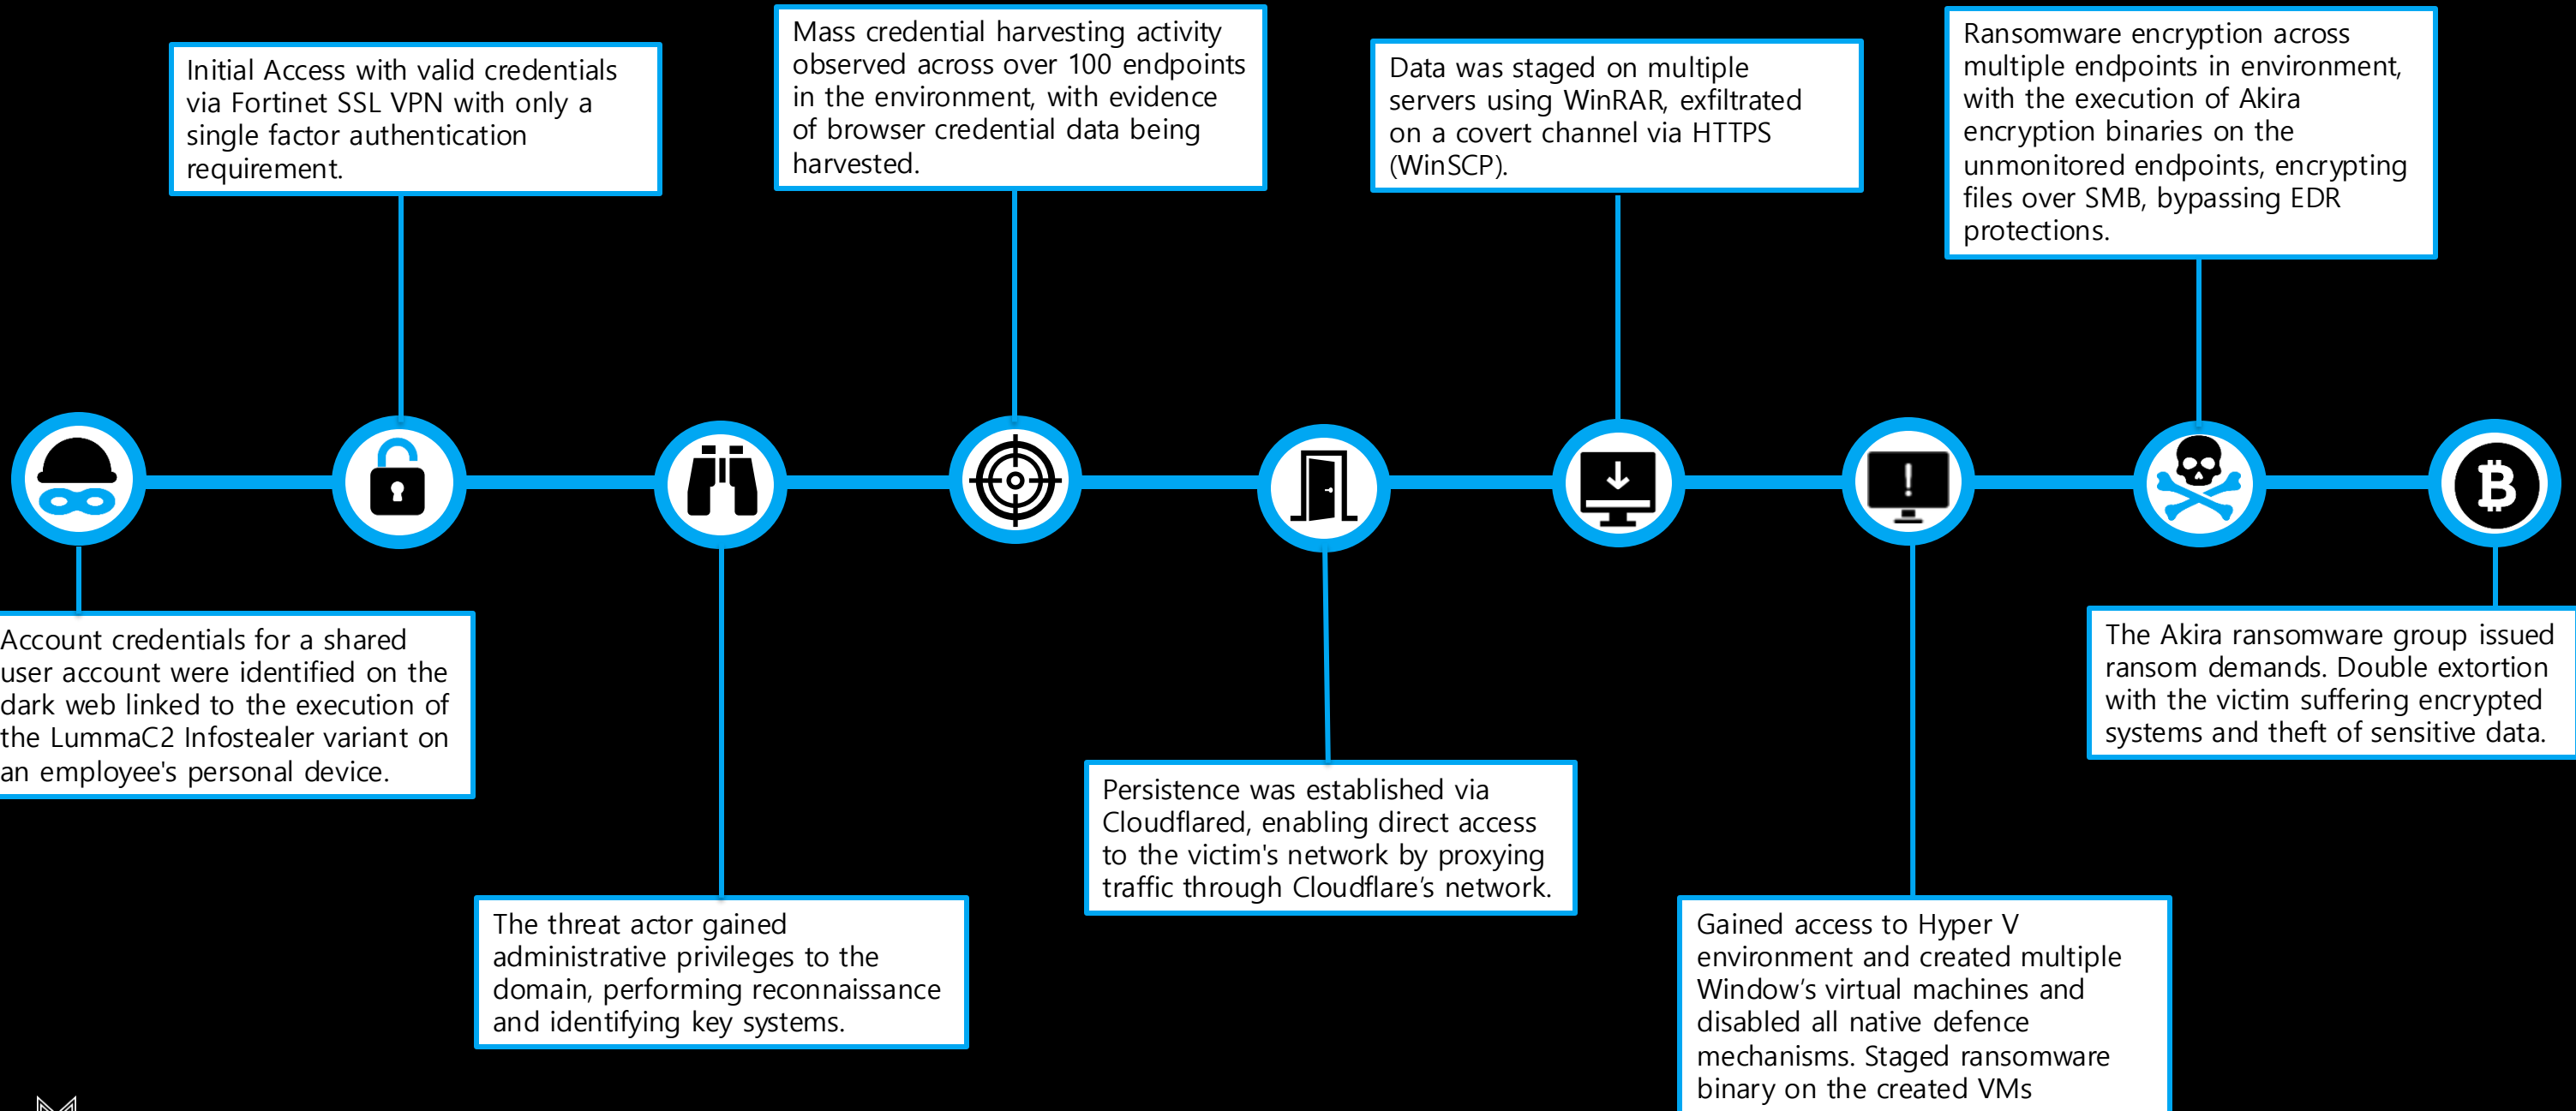 Account credentials for a shared
user account were identified on the
dark web linked to the execution of
the LummaC2 Infostealer variant on
an employee's personal device.
Initial Access with valid credentials
via Fortinet SSL VPN with only a
single factor authentication
requirement.
The threat actor gained
administrative privileges to the
domain, performing reconnaissance
and identifying key systems.
Mass credential harvesting activity
observed across over 100 endpoints
in the environment, with evidence
of browser credential data being
harvested.
Persistence was established via
Cloudflared, enabling direct access
to the victim's network by proxying
traffic through Cloudflare’s network.
Data was staged on multiple
servers using WinRAR, exfiltrated
on a covert channel via HTTPS
(WinSCP).
Gained access to Hyper V
environment and created multiple
Window’s virtual machines and
disabled all native defence
mechanisms. Staged ransomware
binary on the created VMs
Ransomware encryption across
multiple endpoints in environment,
with the execution of Akira
encryption binaries on the
unmonitored endpoints, encrypting
files over SMB, bypassing EDR
protections.
The Akira ransomware group issued
ransom demands. Double extortion
with the victim suffering encrypted
systems and theft of sensitive data.